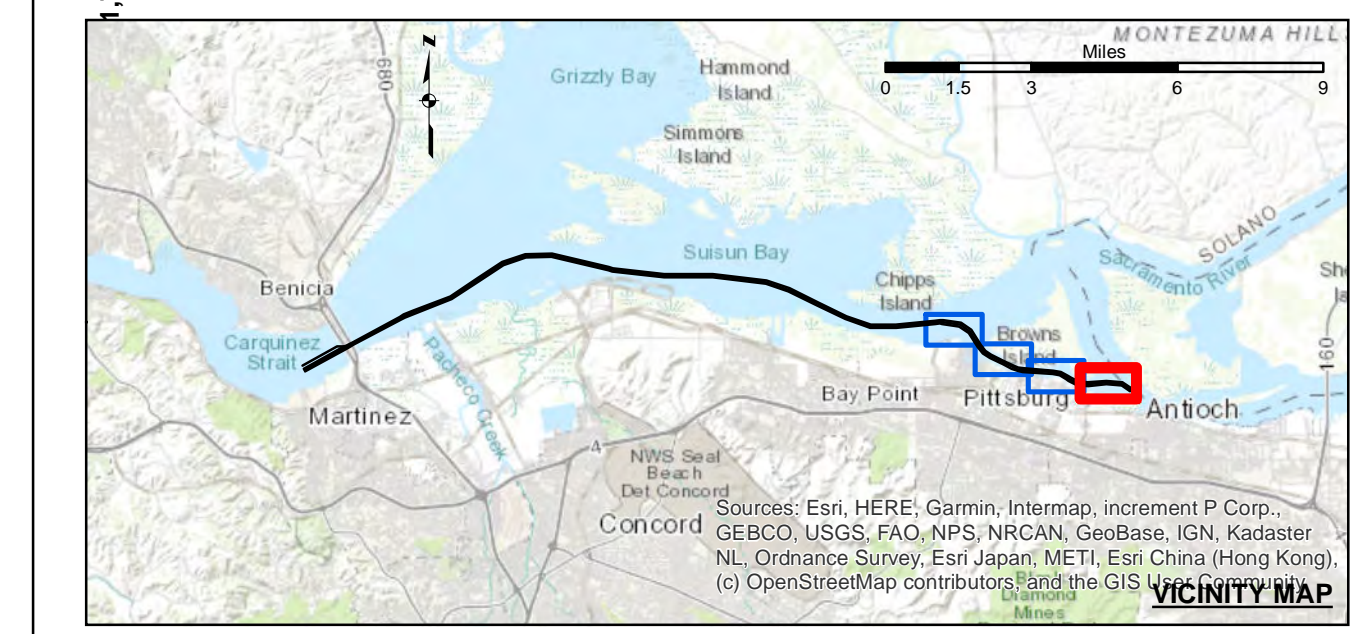 MONTEZUMA HILL
Miles
0 1.5 3 6 9
N
680
Grizzly Bay
Hammond
Island
Simmons
Island
Suisun Bay
SOLANO
Sacramento River
Chipps
Island
Benicia
Carquinez
Strait
Browns
Island
160
Pacheco Creek
Bay Point
Pittsburg
Antioch
Martinez
4
NWS Seal
Beach
Det Concord
Concord
Sources: Esri, HERE, Garmin, Intermap, increment P Corp.,
GEBCO, USGS, FAO, NPS, NRCAN, GeoBase, IGN, Kadaster
NL, Ordnance Survey, Esri Japan, METI, Esri China (Hong Kong),
(c) OpenStreetMap contributors, and the GIS User Community
Diamond
Mines
VICINITY MAP